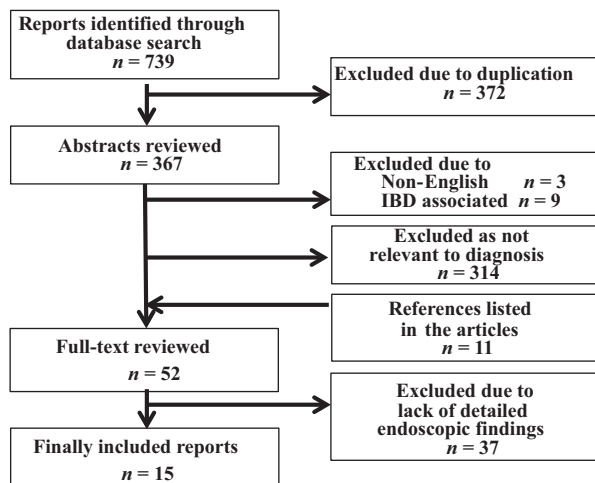 Reports identified through
database search
n = 739
Excluded due to duplication
n = 372
Abstracts reviewed
n = 367
Excluded due to
Non-English n = 3
IBD associated n = 9
Excluded as not
relevant to diagnosis
n = 314
References listed
in the articles
n = 11
Full-text reviewed
n = 52
Excluded due to
lack of detailed
endoscopic findings
n = 37
Finally included reports
n = 15